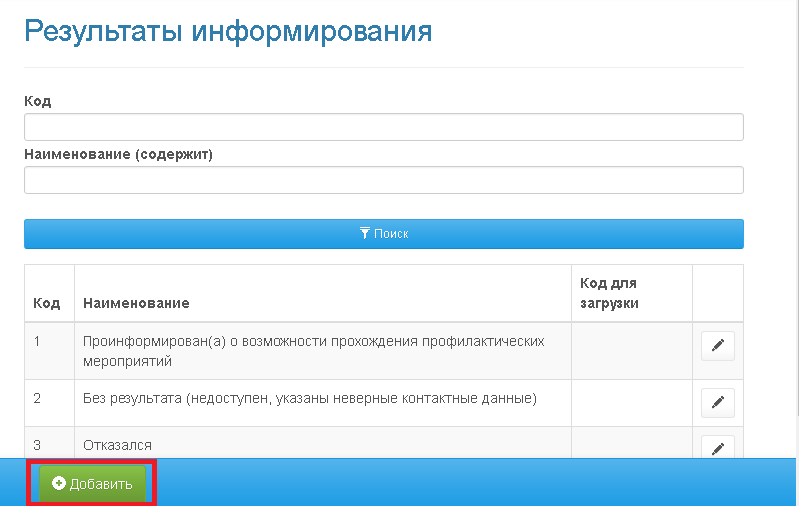 Результаты информирования
Код
Наименование (содержит)
Поиск
Код Наименование Код для
загрузки
1 Проинформирован(а) о возможности прохождения профилактических
мероприятий
2 Без результата (недоступен, указаны неверные контактные данные)
3 Отказался
Добавить